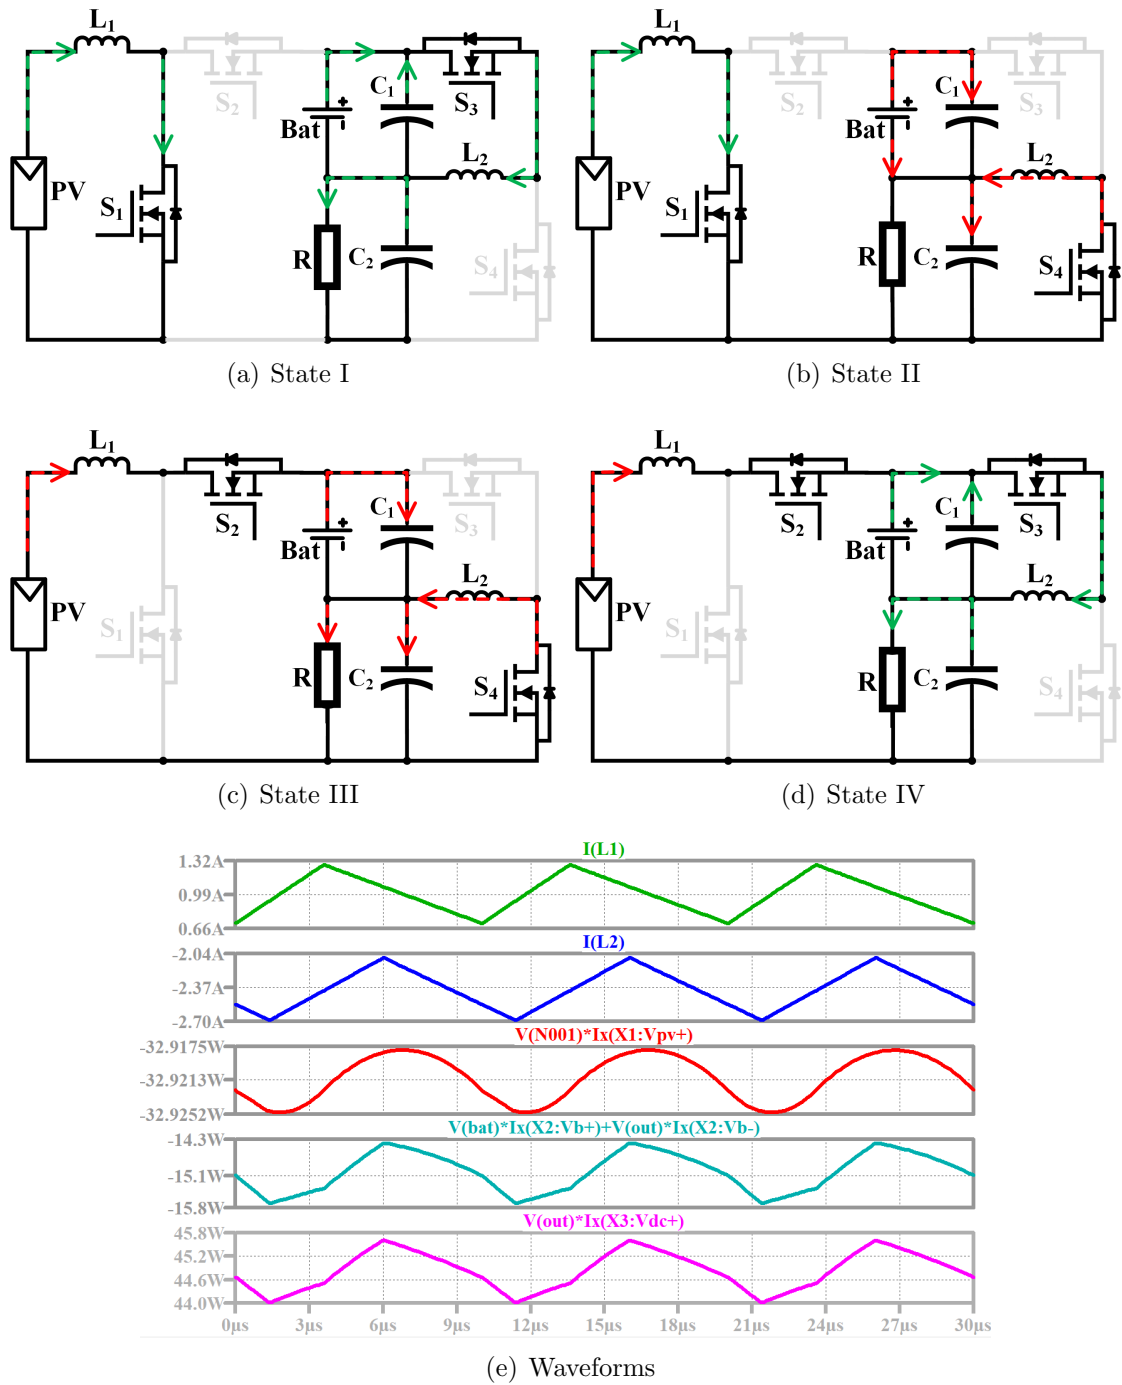 L1 L1
S2 C1 S3 S2 C1 S3
Bat L2 Bat L2
PV S1 PV S1
R C2 S4 R C2 S4
(a) State I (b) State II
L1 L1
S2 C1 S3 S2 C1 S3
Bat L2 Bat L2
PV S1 PV S1
R C2 S4 R C2 S4
(c) State III (d) State IV
I(L1)
1.32A
0.99A
0.66A
I(L2)
-2.04A
-2.37A
-2.70A
V(N001)*Ix(X1:Vpv+)
-32.9175W
-32.9213W
-32.9252W
V(bat)*Ix(X2:Vb+)+V(out)*Ix(X2:Vb-)
-14.3W
-15.1W
-15.8W
V(out)*Ix(X3:Vdc+)
45.8W
45.2W
44.6W
44.0W
0µs 3µs 6µs 9µs 12µs 15µs 18µs 21µs 24µs 27µs 30µs
(e) Waveforms